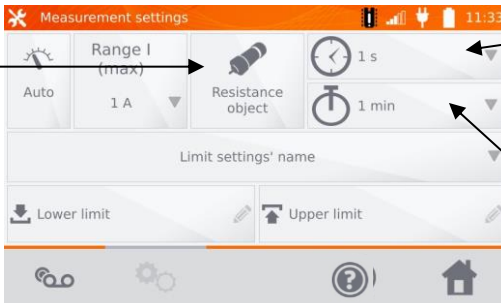 Measurement settings
11:33
Auto
Range I
(max)
1 A
Resistance
object
1 s
1 min
Limit settings' name
Lower limit
Upper limit